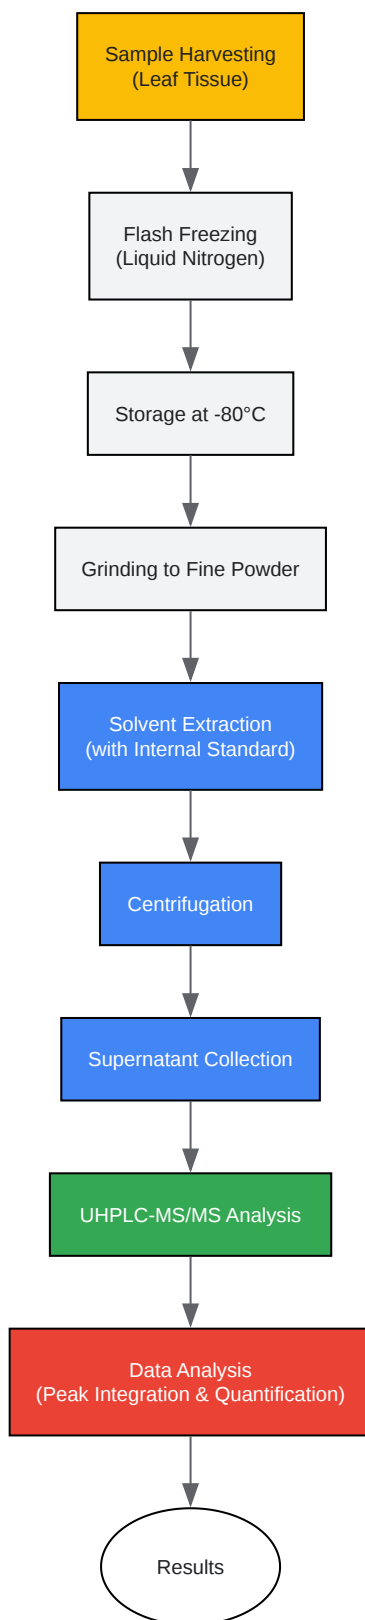 Sample Harvesting
(Leaf Tissue)
Flash Freezing
(Liquid Nitrogen)
Storage at -80°C
Grinding to Fine Powder
Solvent Extraction
(with Internal Standard)
Centrifugation
Supernatant Collection
UHPLC-MS/MS Analysis
Data Analysis
(Peak Integration & Quantification)
Results